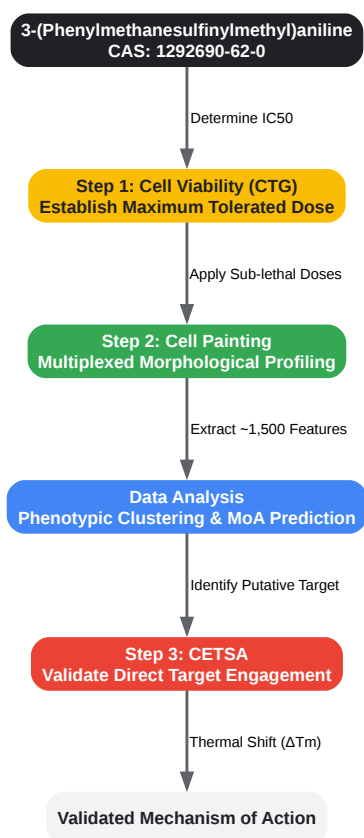 3-(Phenylmethanesulfinylmethyl)aniline
CAS: 1292690-62-0
Determine IC50
Step 1: Cell Viability (CTG)
Establish Maximum Tolerated Dose
Apply Sub-lethal Doses
Step 2: Cell Painting
Multiplexed Morphological Profiling
Extract ~1,500 Features
Data Analysis
Phenotypic Clustering & MoA Prediction
Identify Putative Target
Step 3: CETSA
Validate Direct Target Engagement
Thermal Shift (ΔTm)
Validated Mechanism of Action